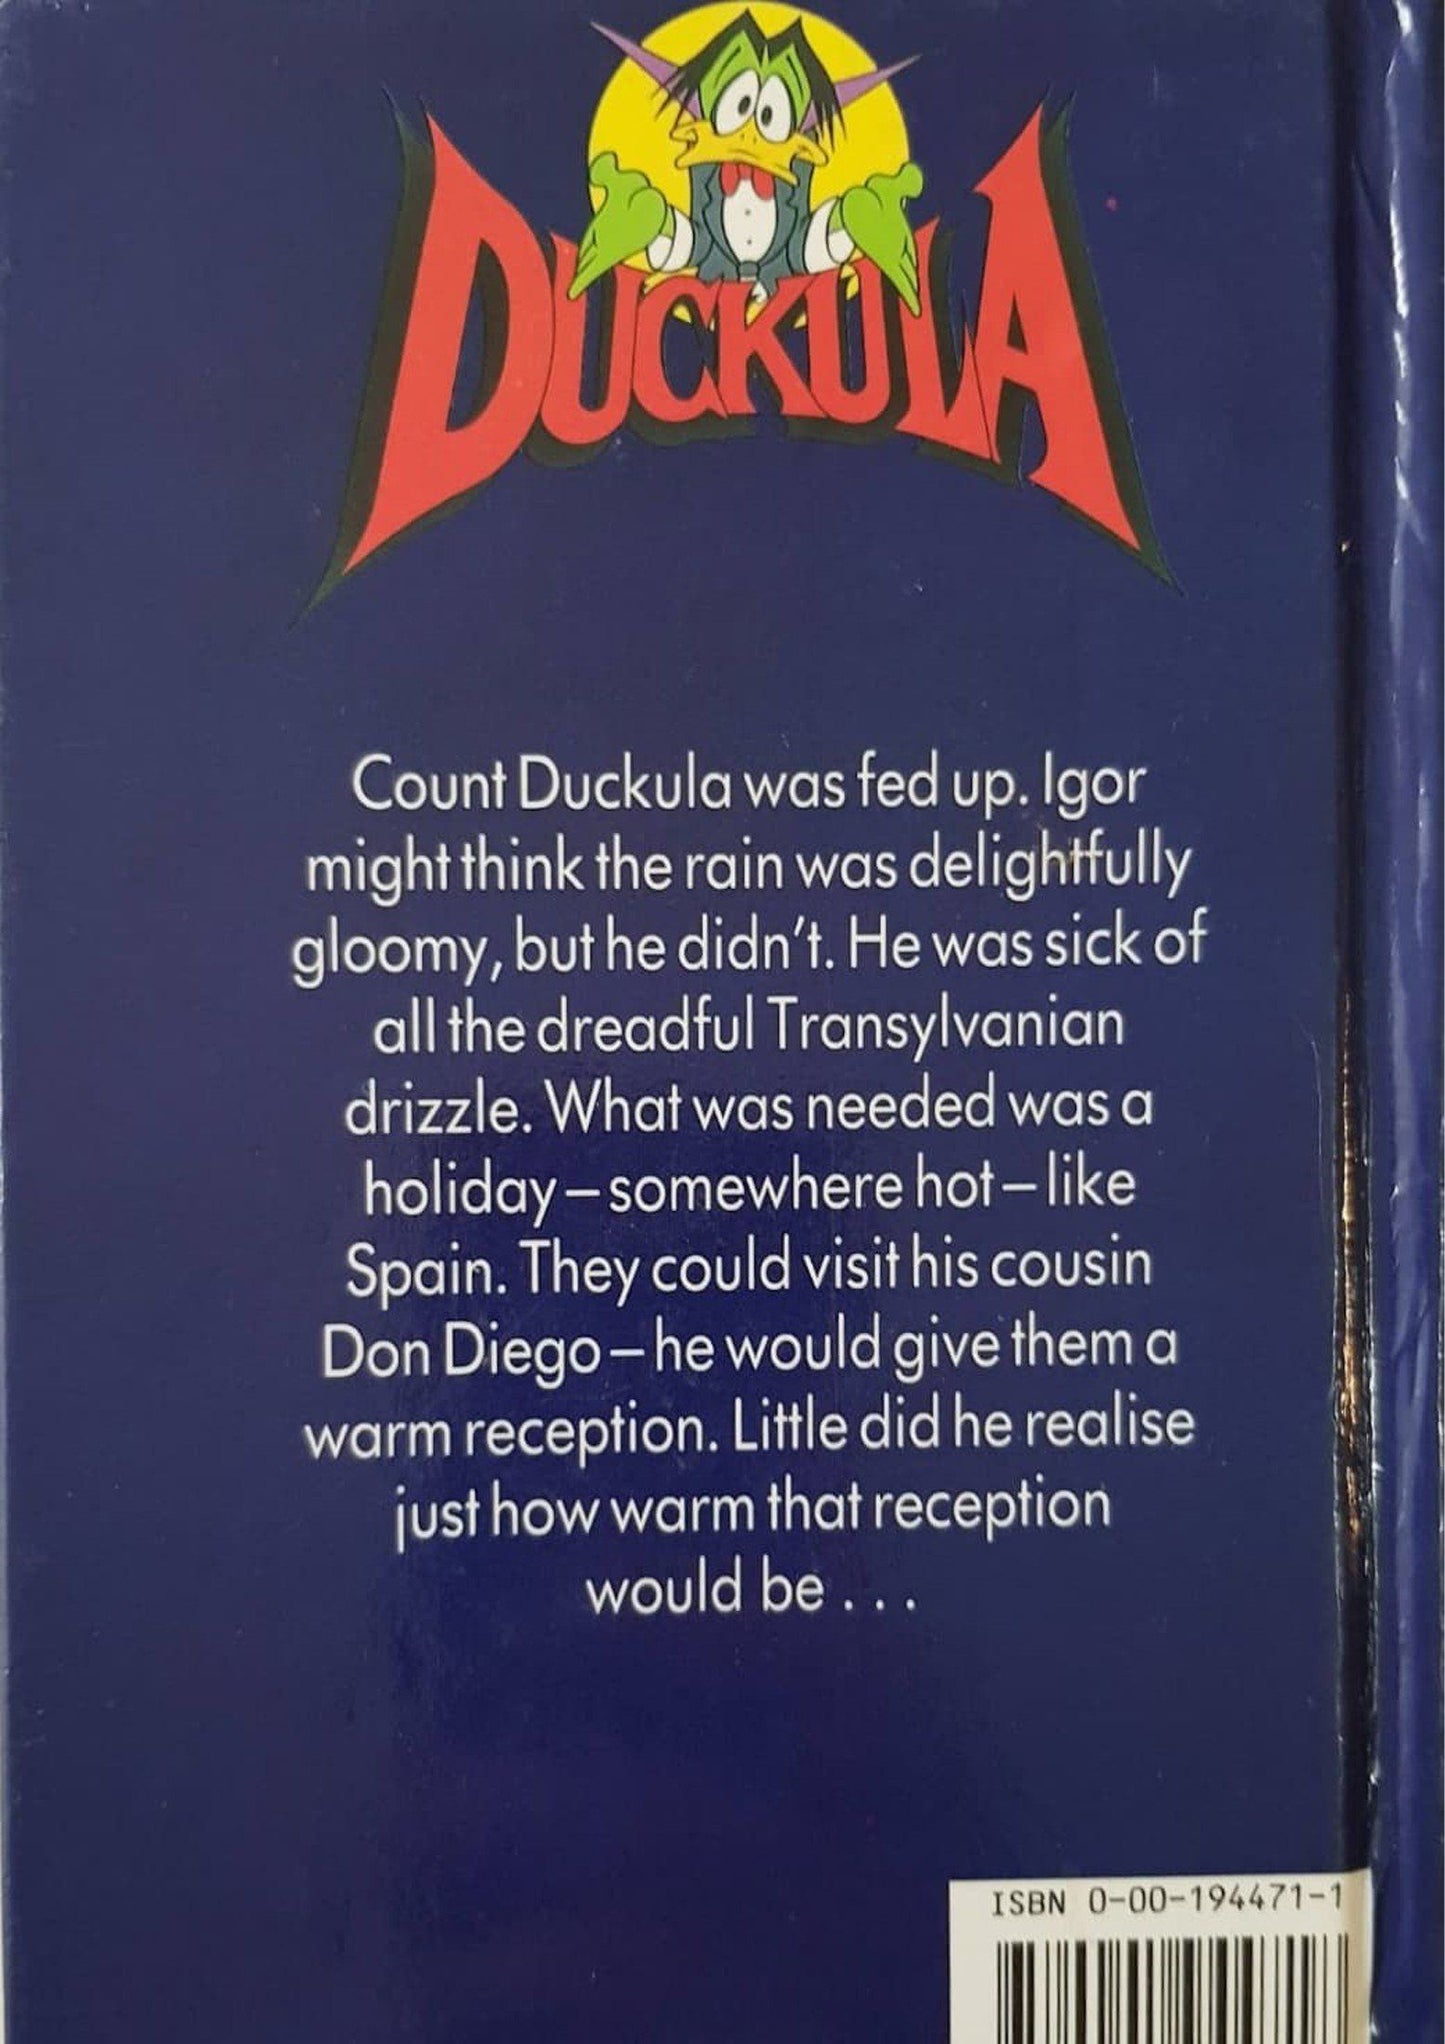 DUCKULA
Count Duckula was fed up. Igor
might think the rain was delightfully
gloomy, but he didn't. He was sick of
all the dreadful Transylvanian
drizzle. What was needed was a
holiday – somewhere hot – like
Spain. They could visit his cousin
Don Diego – he would give them a
warm reception. Little did he realise
just how warm that reception
would be . . .
ISBN 0-00-194471-1